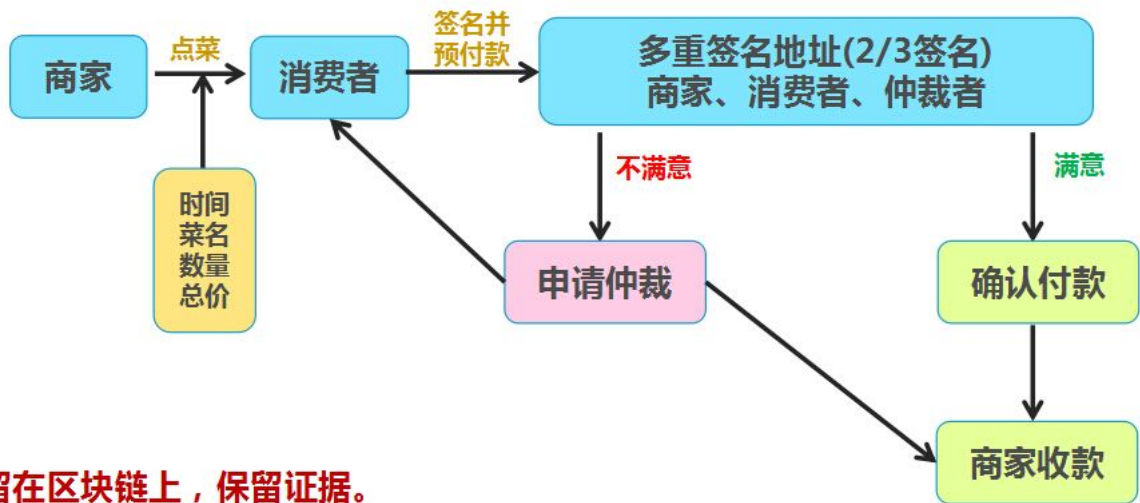 商家
点菜
消费者
签名并
预付款
多重签名地址(2/3签名)
商家、消费者、仲裁者
时间
菜名
数量
总价
不满意
满意
申请仲裁
确认付款
商家收款
留在区块链上，保留证据。